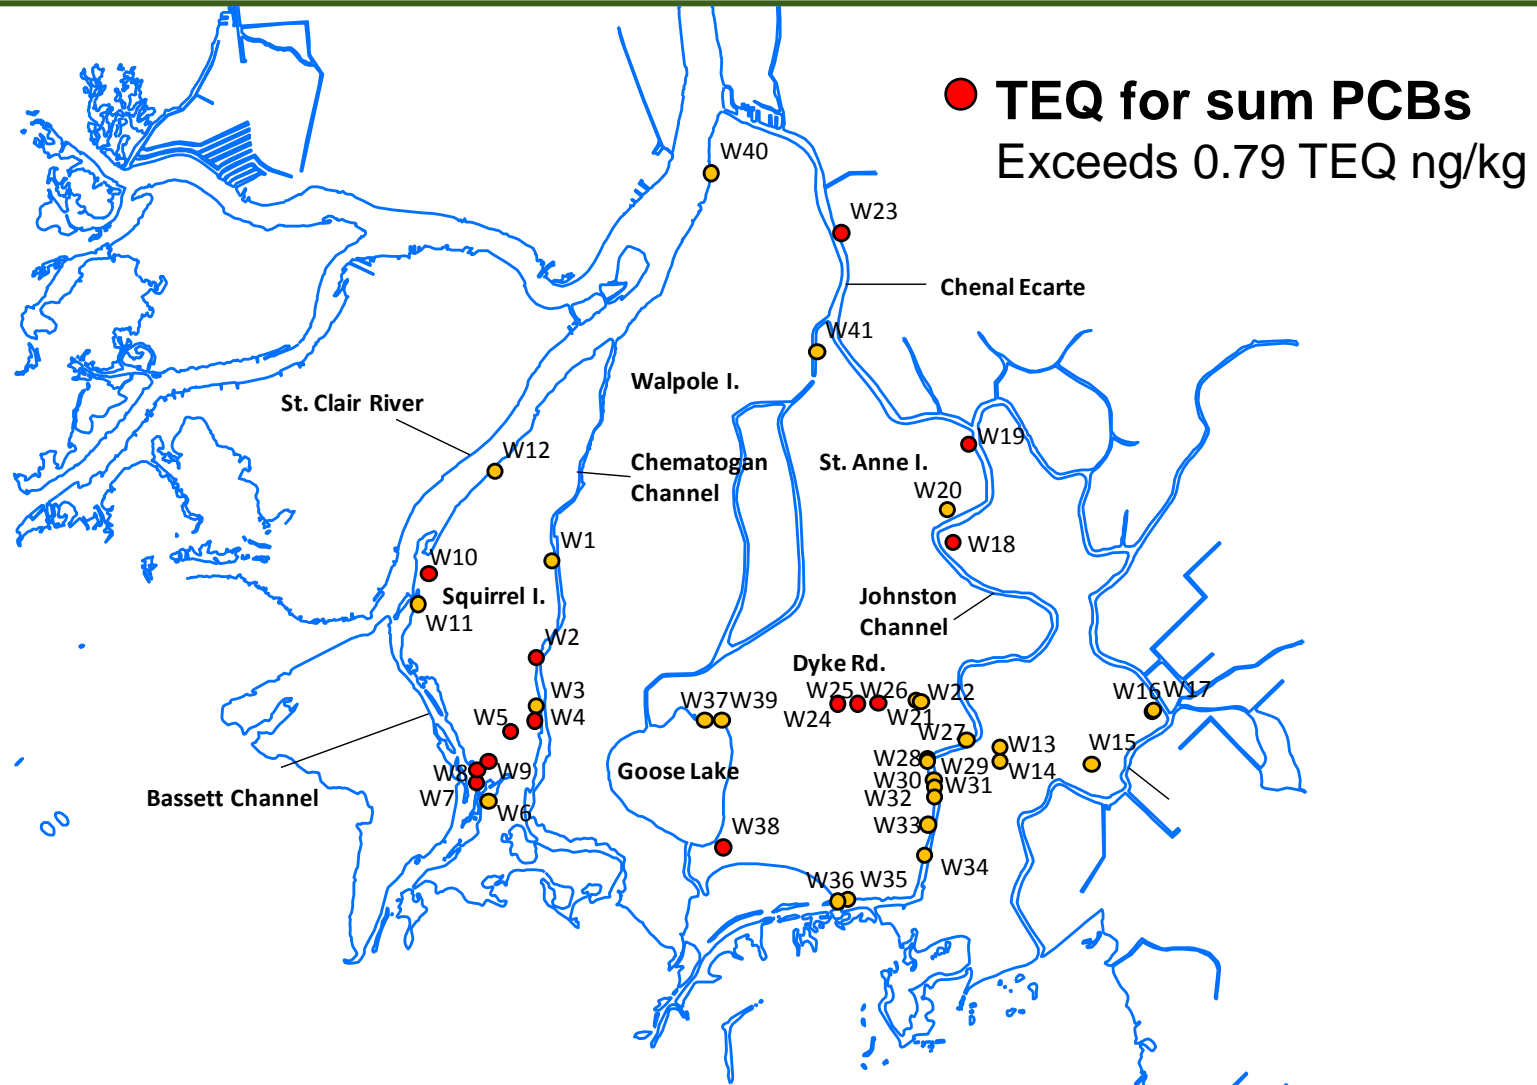 TEQ for sum PCBs
Exceeds 0.79 TEQ ng/kg
W40
W23
Chenal Ecarte
W41
Walpole I.
St. Clair River
W19
W12
Chematogan
Channel
St. Anne I.
W20
W1
W18
W10
Squirrel I.
Johnston
Channel
W11
W2
Dyke Rd.
W3
W25
W26
W22
W16
W17
W37
W39
W5
W4
W24
W21
W27
W13
W15
W28
W29
W14
W8
W9
Goose Lake
W30
W31
W7
Bassett Channel
W32
W6
W33
W38
W34
W36
W35